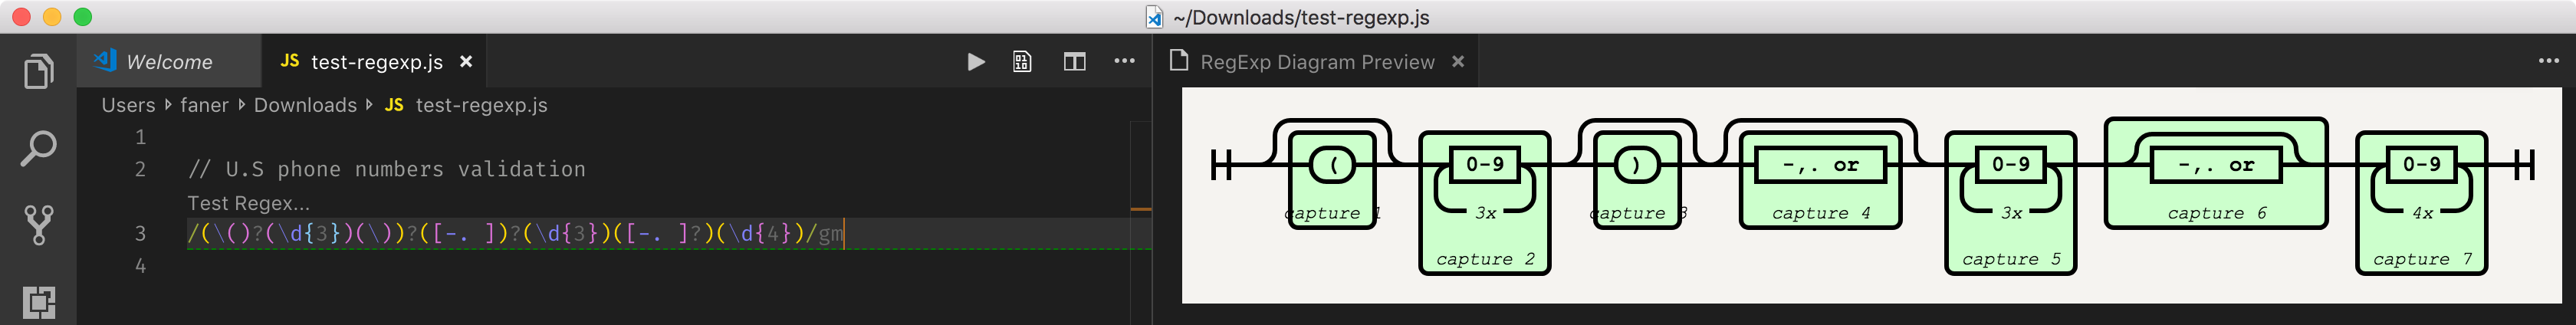 ~/Downloads/test-regexp.js
Welcome
JS test-regexp.js
RegExp Diagram Preview
Users faner Downloads JS test-regexp.js
1
2 // U.S phone numbers validation
Test Regex...
3 /(\()?(\d{3})(\))?([-. ])?(\d{3})([-. ]?)(\d{4})/gm
4
( 0-9 ) -,. or 0-9 -,. or 0-9
3x 3x 4x
capture 1 capture 3 capture 4 capture 6
capture 2 capture 5 capture 7